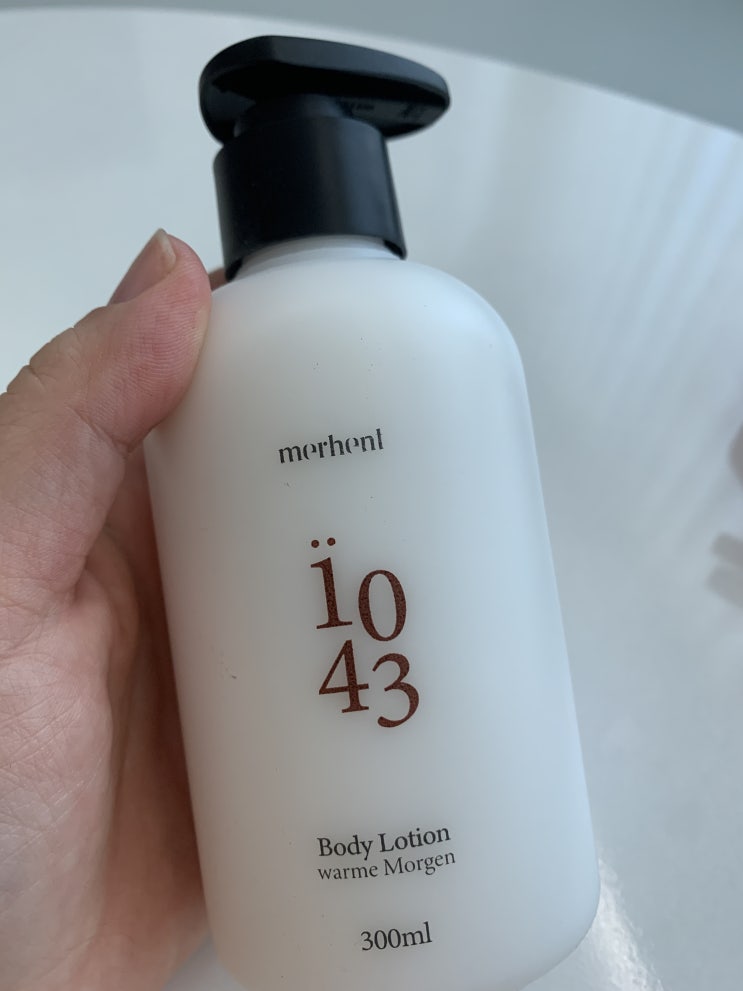 merhent
ï0
43
Body Lotion
warme Morgen
300ml